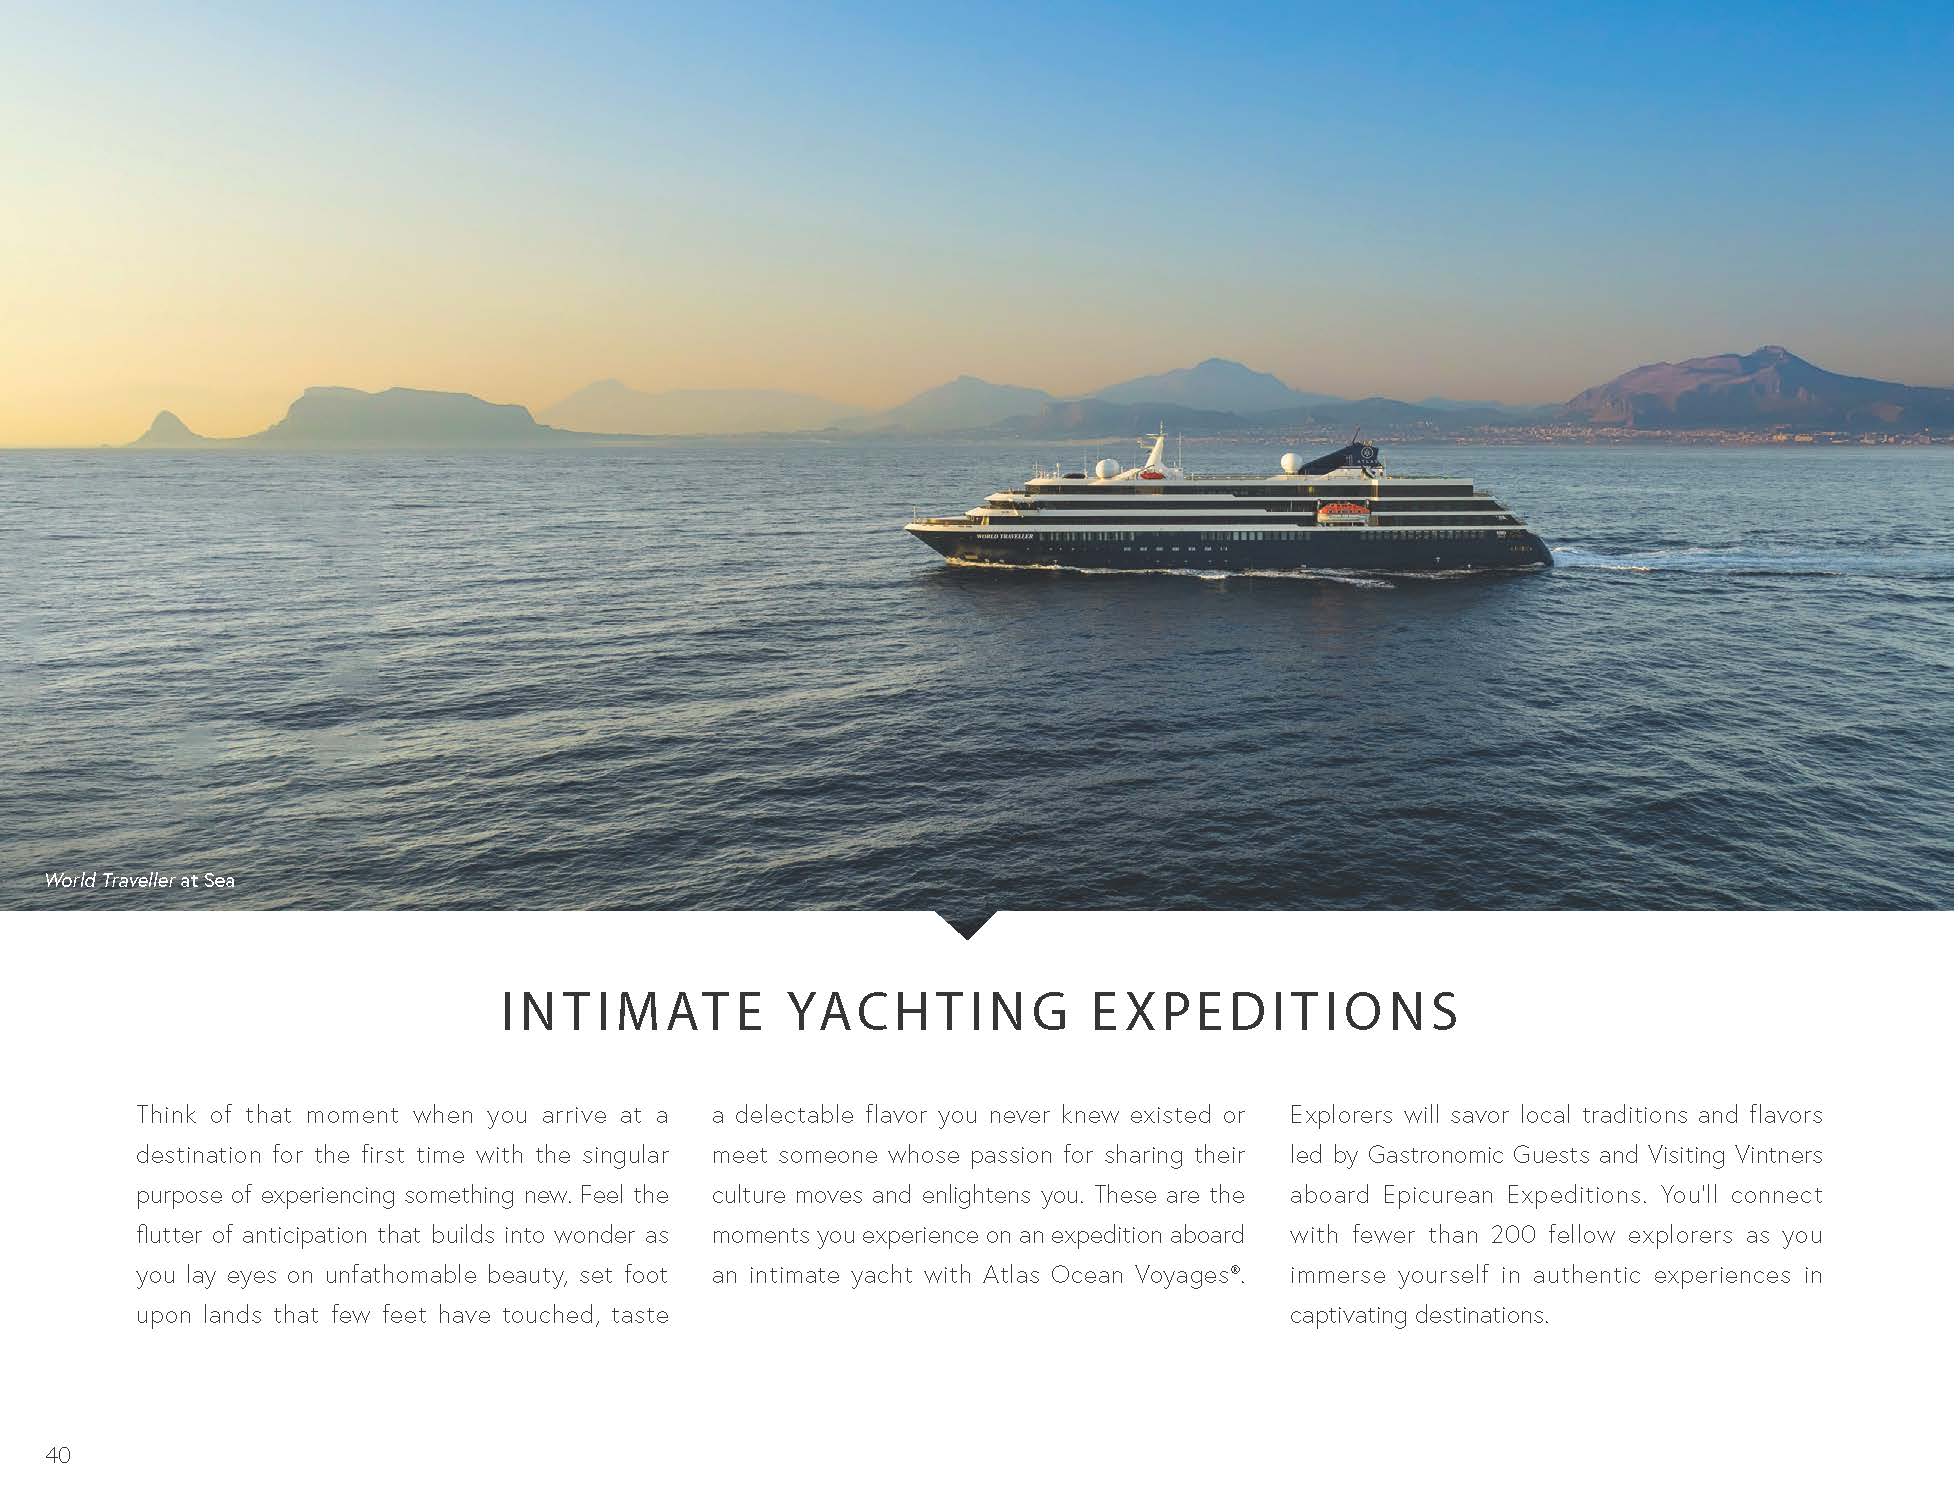 ATLAS
WORLD TRAVELLER
World Traveller at Sea
INTIMATE YACHTING EXPEDITIONS
Think of that moment when you arrive at a
destination for the first time with the singular
purpose of experiencing something new. Feel the
flutter of anticipation that builds into wonder as
you lay eyes on unfathomable beauty, set foot
upon lands that few feet have touched, taste
a delectable flavor you never knew existed or
meet someone whose passion for sharing their
culture moves and enlightens you. These are the
moments you experience on an expedition aboard
an intimate yacht with Atlas Ocean Voyages®.
Explorers will savor local traditions and flavors
led by Gastronomic Guests and Visiting Vintners
aboard Epicurean Expeditions. You'll connect
with fewer than 200 fellow explorers as you
immerse yourself in authentic experiences in
captivating destinations.
40